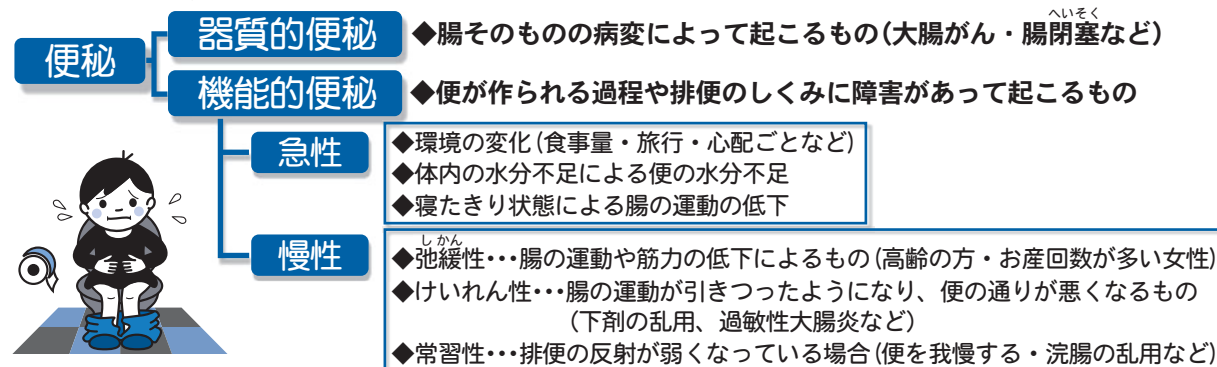 便秘
器質的便秘
◆腸そのものの病変によって起こるもの(大腸がん・腸閉塞など)
へいそく
機能的便秘
◆便が作られる過程や排便のしくみに障害があって起こるもの
急性
◆環境の変化(食事量・旅行・心配ごとなど)
◆体内の水分不足による便の水分不足
◆寝たきり状態による腸の運動の低下
慢性
しかん
◆弛緩性･･･腸の運動や筋力の低下によるもの(高齢の方・お産回数が多い女性)
◆けいれん性･･･腸の運動が引きつったようになり、便の通りが悪くなるもの
(下剤の乱用、過敏性大腸炎など)
◆常習性･･･排便の反射が弱くなっている場合(便を我慢する・浣腸の乱用など)